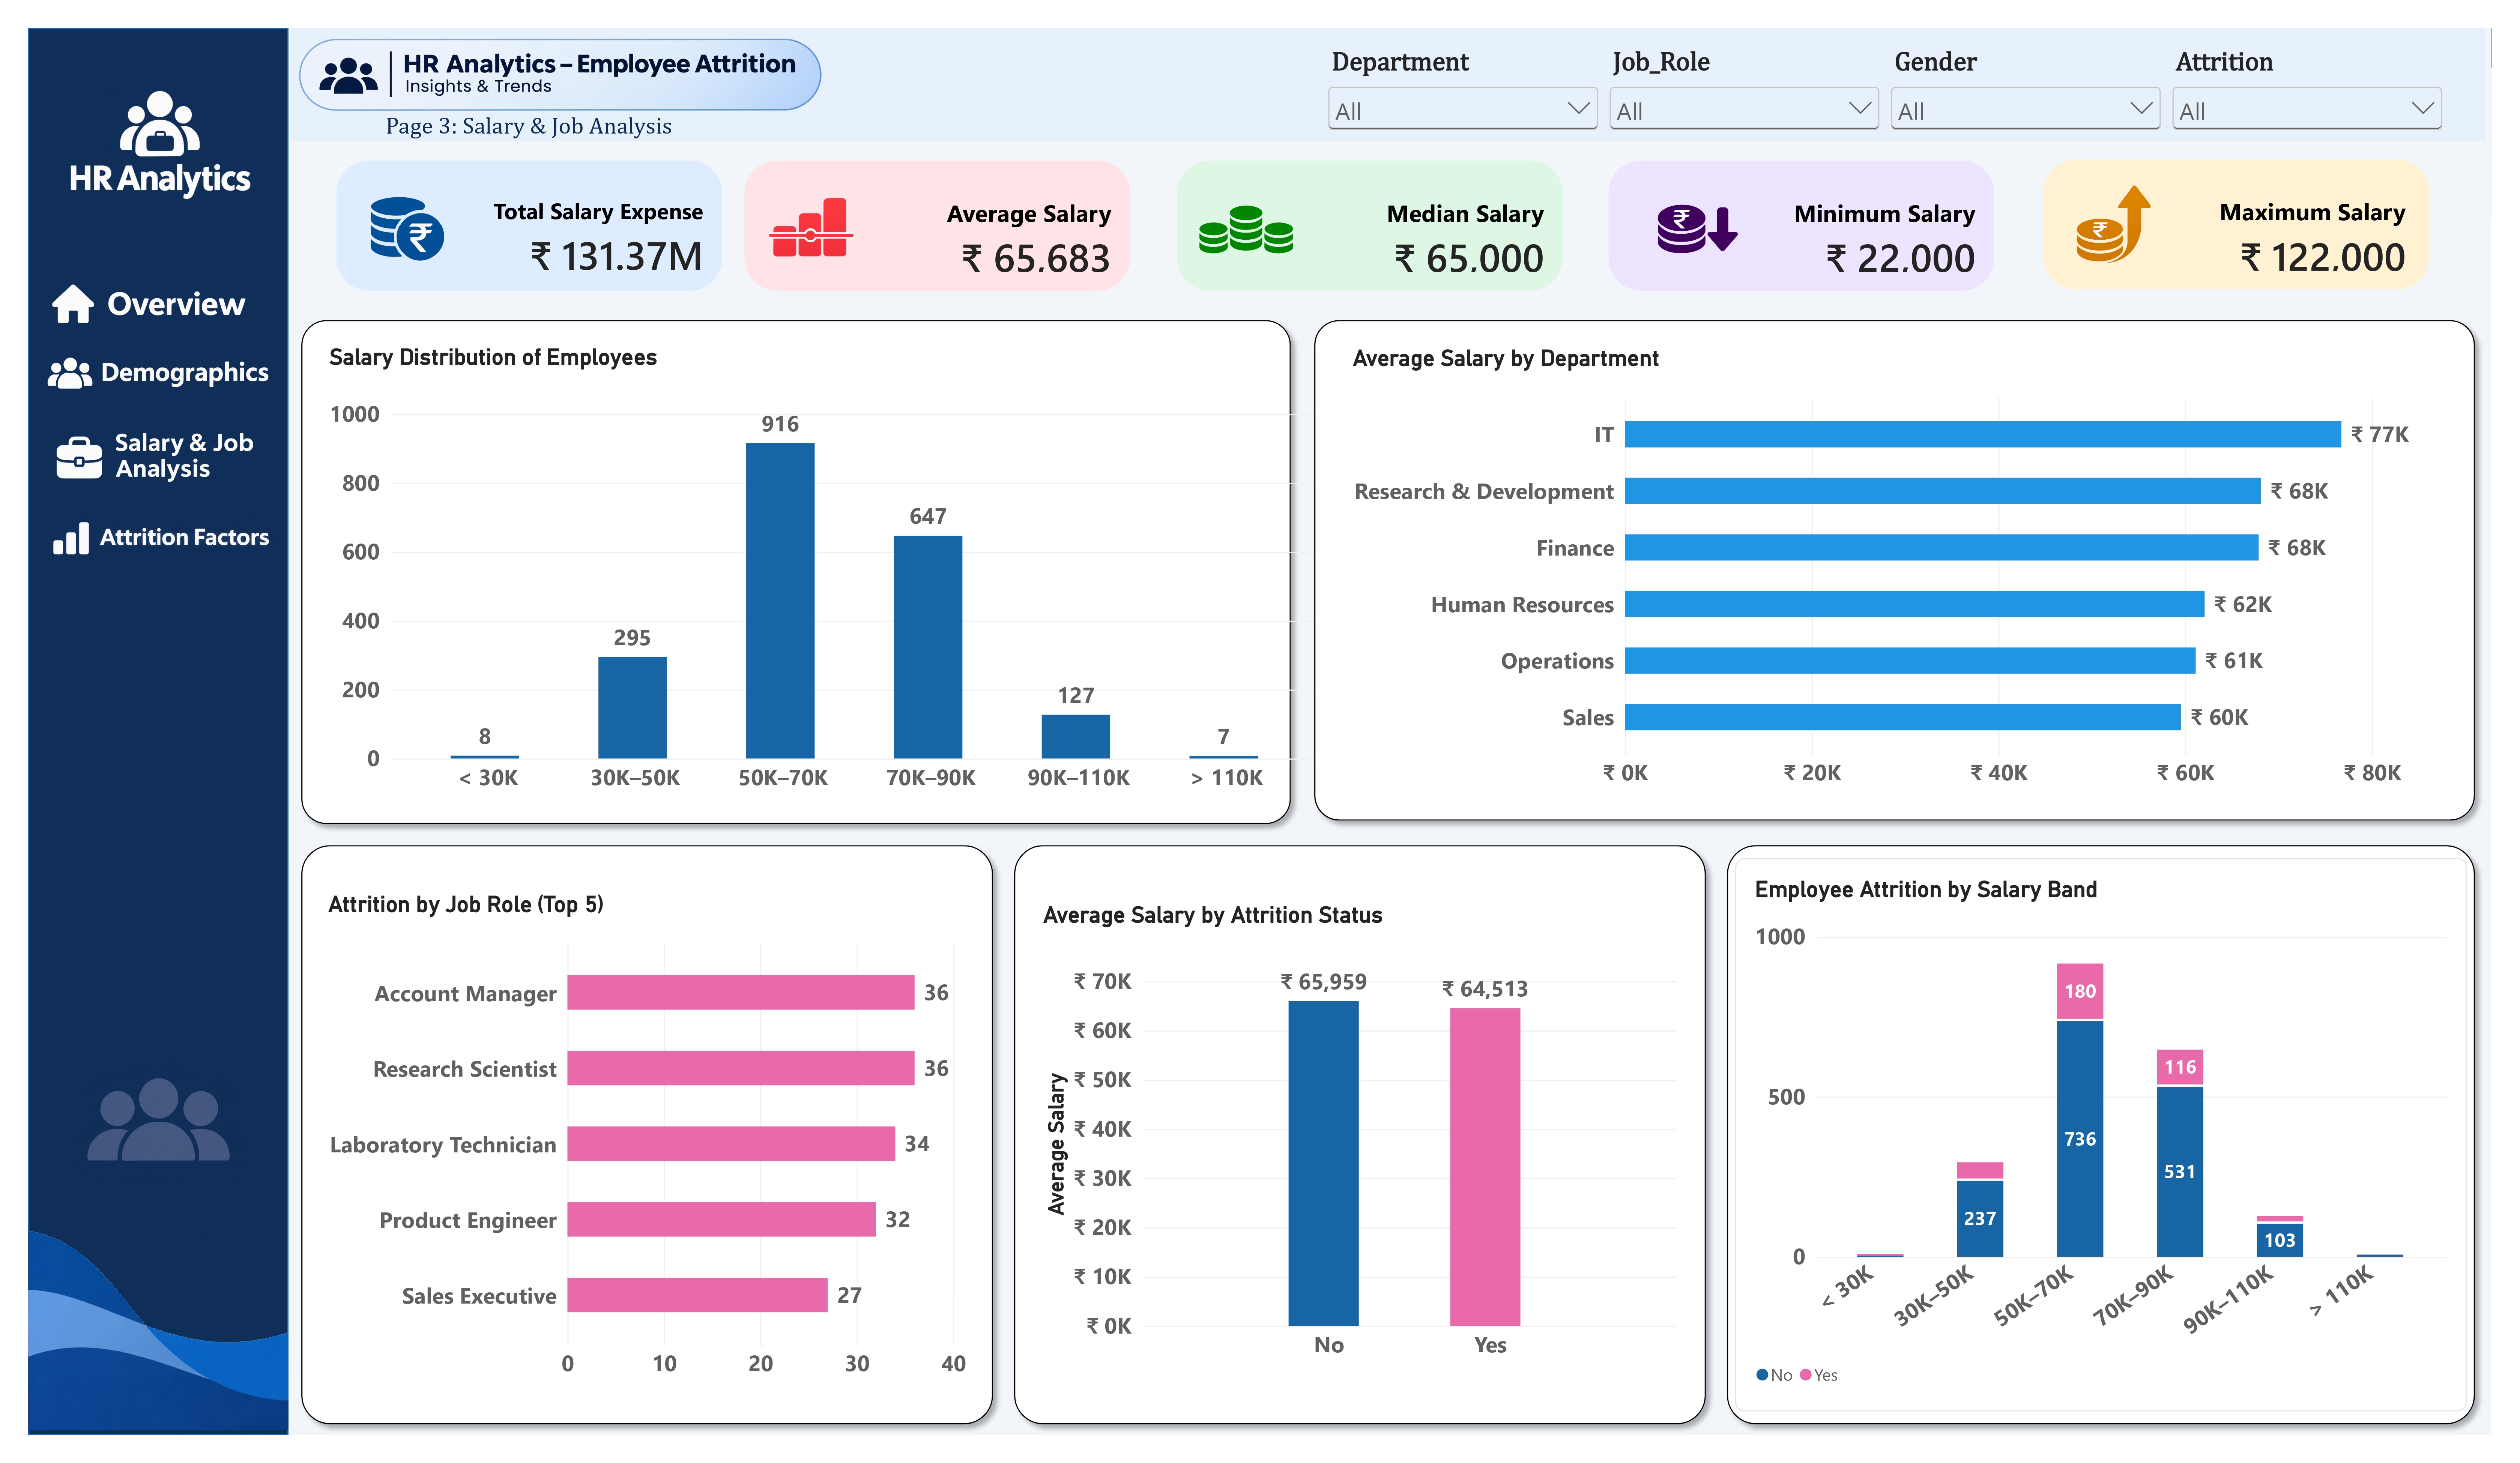 HR Analytics
Overview
Demographics
Salary & Job
Analysis
Attrition Factors
HR Analytics – Employee Attrition
Insights & Trends
Page 3: Salary & Job Analysis
Department
All
Job_Role
All
Gender
All
Attrition
All
Total Salary Expense
₹ 131.37M
Average Salary
₹ 65,683
Median Salary
₹ 65,000
Minimum Salary
₹ 22,000
Maximum Salary
₹ 122,000
Salary Distribution of Employees
1000
800
600
400
200
0
8
295
916
647
127
7
< 30K
30K–50K
50K–70K
70K–90K
90K–110K
> 110K
Average Salary by Department
IT ₹ 77K
Research & Development ₹ 68K
Finance ₹ 68K
Human Resources ₹ 62K
Operations ₹ 61K
Sales ₹ 60K
₹ 0K ₹ 20K ₹ 40K ₹ 60K ₹ 80K
Attrition by Job Role (Top 5)
Account Manager 36
Research Scientist 36
Laboratory Technician 34
Product Engineer 32
Sales Executive 27
0 10 20 30 40
Average Salary by Attrition Status
Average Salary
₹ 70K
₹ 60K
₹ 50K
₹ 40K
₹ 30K
₹ 20K
₹ 10K
₹ 0K
₹ 65,959
₹ 64,513
No
Yes
Employee Attrition by Salary Band
1000
500
0
237
180
736
116
531
103
< 30K
30K–50K
50K–70K
70K–90K
90K–110K
> 110K
No Yes